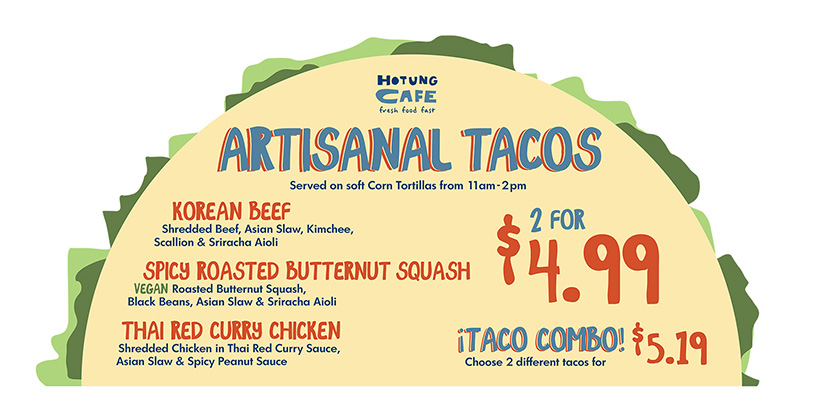 HOTUNG
CAFE
fresh food fast
ARTISANAL TACOS
Served on soft Corn Tortillas from 11am-2pm
KOREAN BEEF
Shredded Beef, Asian Slaw, Kimchee,
Scallion & Sriracha Aioli
2 FOR
$4.99
SPICY ROASTED BUTTERNUT SQUASH
VEGAN Roasted Butternut Squash,
Black Beans, Asian Slaw & Sriracha Aioli
THAI RED CURRY CHICKEN
Shredded Chicken in Thai Red Curry Sauce,
Asian Slaw & Spicy Peanut Sauce
¡TACO COMBO! $5.19
Choose 2 different tacos for